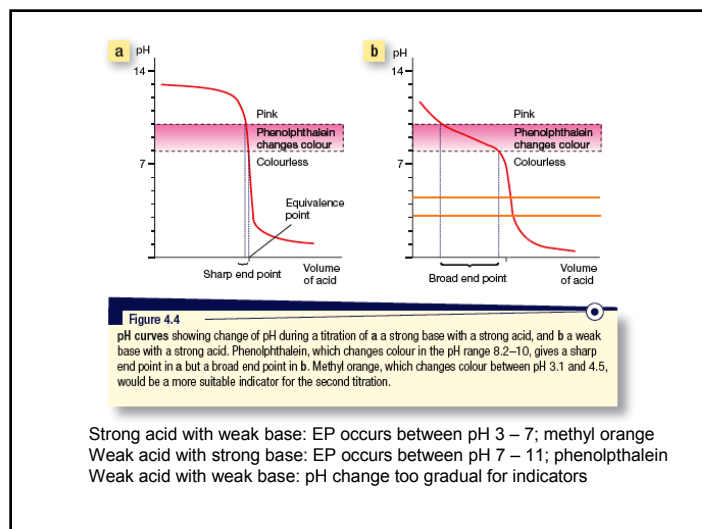 a
pH
14
7
Pink
Phenolphthalein
changes colour
Colourless
Equivalence
point
Sharp end point
Volume
of acid
b
pH
14
7
Pink
Phenolphthalein
changes colour
Colourless
Broad end point
Volume
of acid
Figure 4.4
pH curves showing change of pH during a titration of a a strong base with a strong acid, and b a weak
base with a strong acid. Phenolphthalein, which changes colour in the pH range 8.2–10, gives a sharp
end point in a but a broad end point in b. Methyl orange, which changes colour between pH 3.1 and 4.5,
would be a more suitable indicator for the second titration.
Strong acid with weak base: EP occurs between pH 3 – 7; methyl orange
Weak acid with strong base: EP occurs between pH 7 – 11; phenolpthalein
Weak acid with weak base: pH change too gradual for indicators